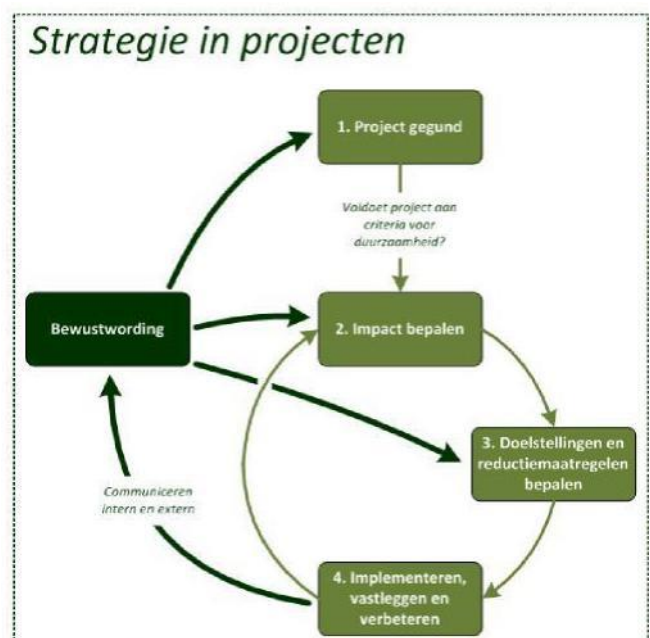 Strategie in projecten
1. Project gegund
Voldoet project aan
criteria voor
duurzaamheid?
Bewustwording
2. Impact bepalen
3. Doelstellingen en
reductiemaatregelen
bepalen
Communiceren
intern en extern
4. Implementeren,
vastleggen en
verbeteren